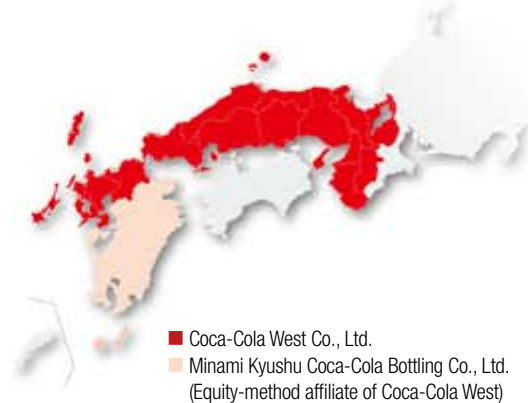 Coca-Cola West Co., Ltd.
Minami Kyushu Coca-Cola Bottling Co., Ltd.
(Equity-method affiliate of Coca-Cola West)